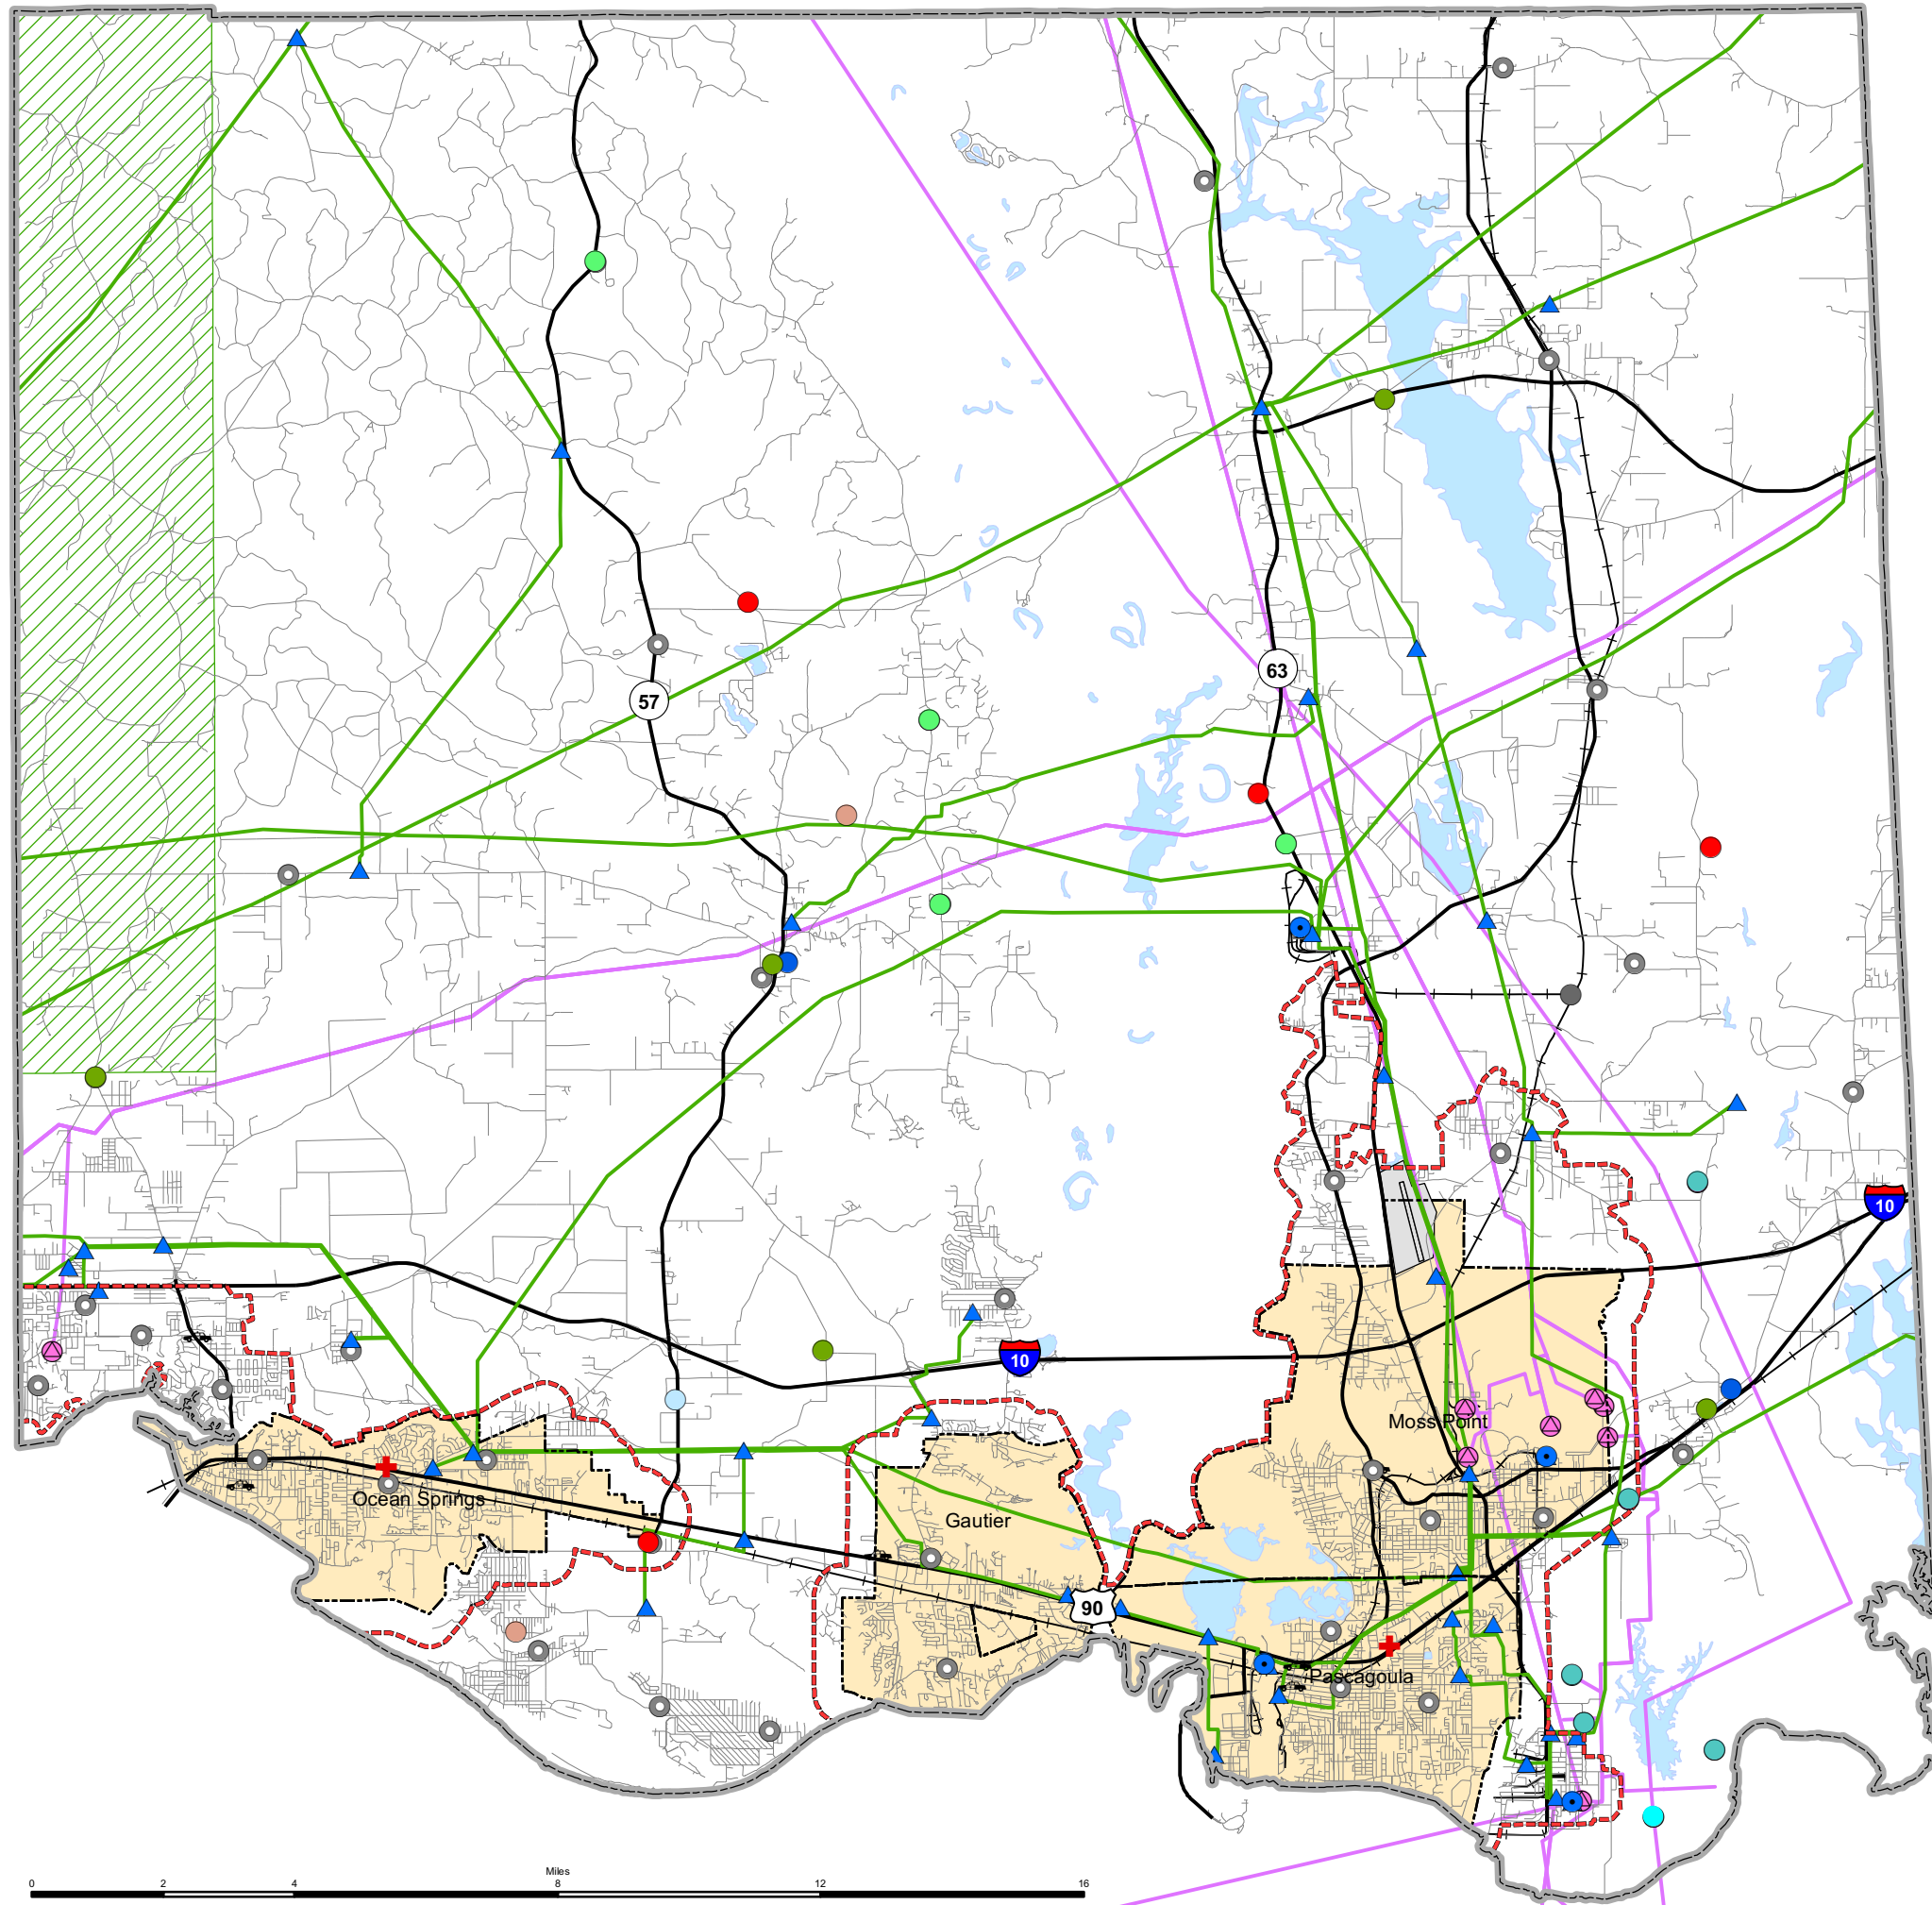 63
57
10
10
Moss Point
Ocean Springs
Gautier
90
Pascagoula
Miles
0 2 4 8 12 16